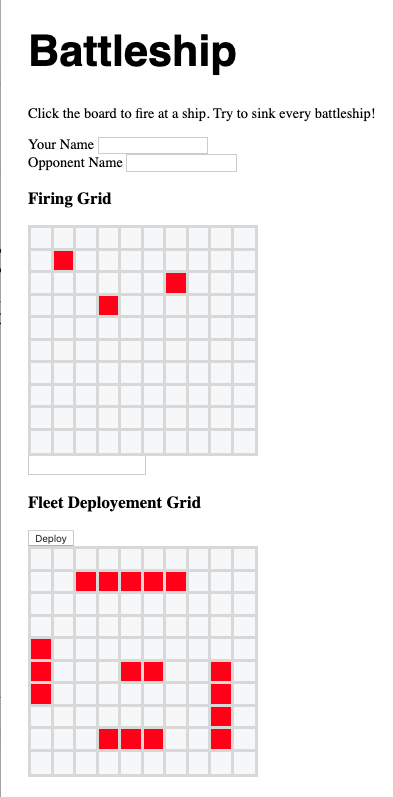 Battleship
Click the board to fire at a ship. Try to sink every battleship!
Your Name
Opponent Name
Firing Grid
Fleet Deployement Grid
Deploy